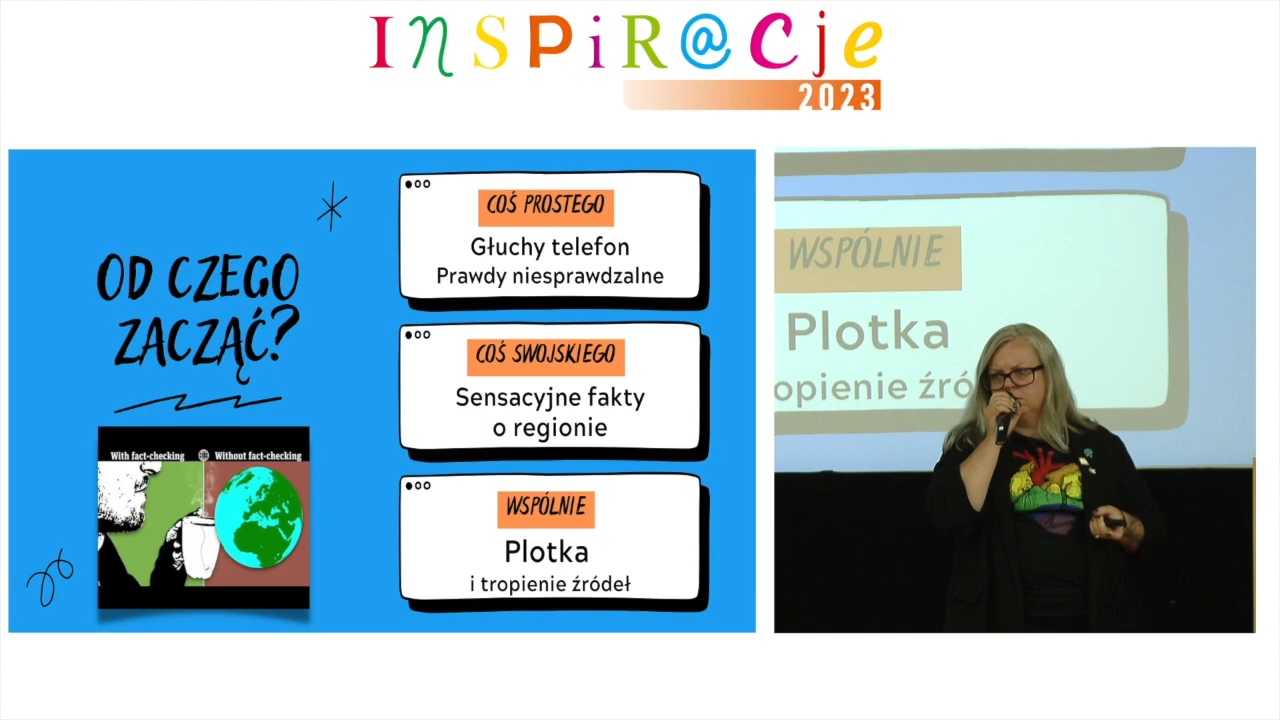 INSPiR@Cje
2023
OD CZEGO
ZACZĄĆ?
With fact-checking
Without fact-checking
COŚ PROSTEGO
Głuchy telefon
Prawdy niesprawdzalne
COŚ SWOJSKIEGO
Sensacyjne fakty
o regionie
WSPÓLNIE
Plotka
i tropienie źródeł
WSPÓLNIE
Plotka
opienie źró